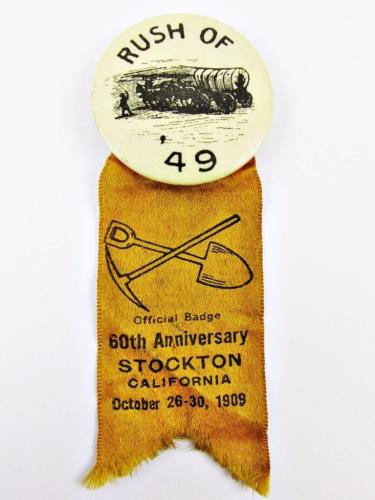 RUSH OF
'49
Official Badge
60th Anniversary
STOCKTON
CALIFORNIA
October 26-30, 1909